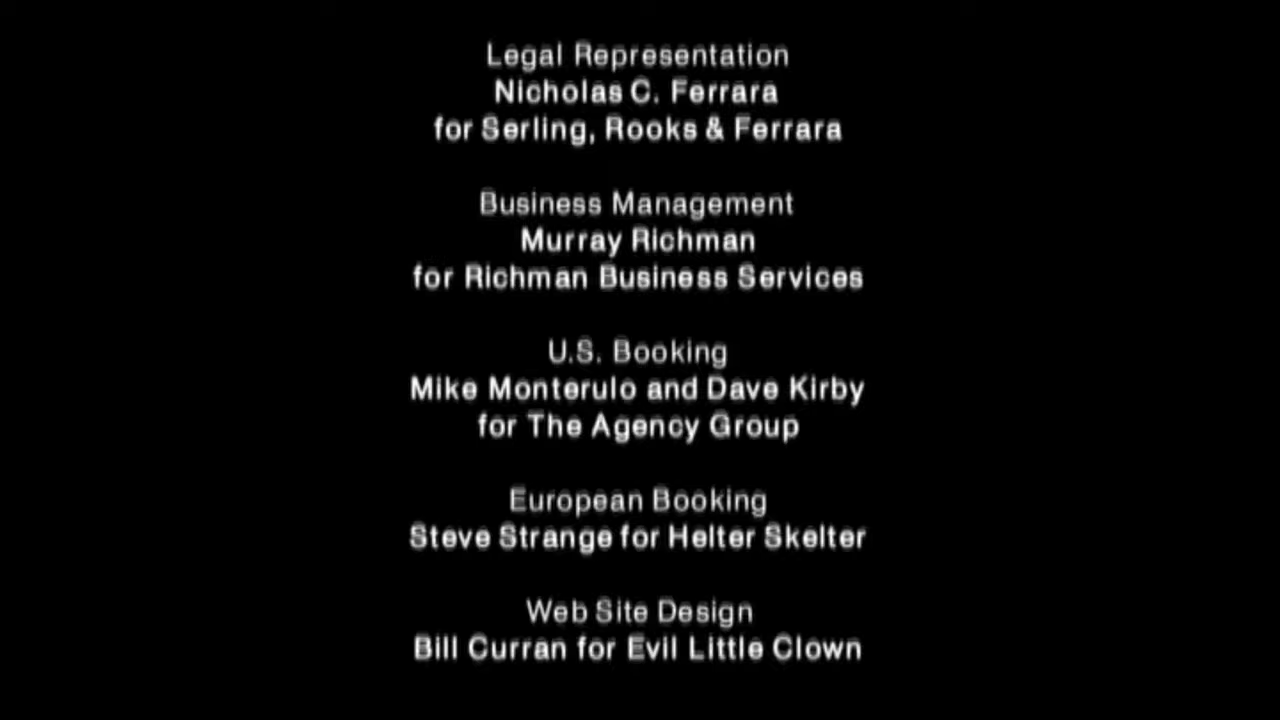 Legal Representation
Nicholas C. Ferrara
for Serling, Rooks & Ferrara
Business Management
Murray Richman
for Richman Business Services
U.S. Booking
Mike Monterulo and Dave Kirby
for The Agency Group
European Booking
Steve Strange for Helter Skelter
Web Site Design
Bill Curran for Evil Little Clown